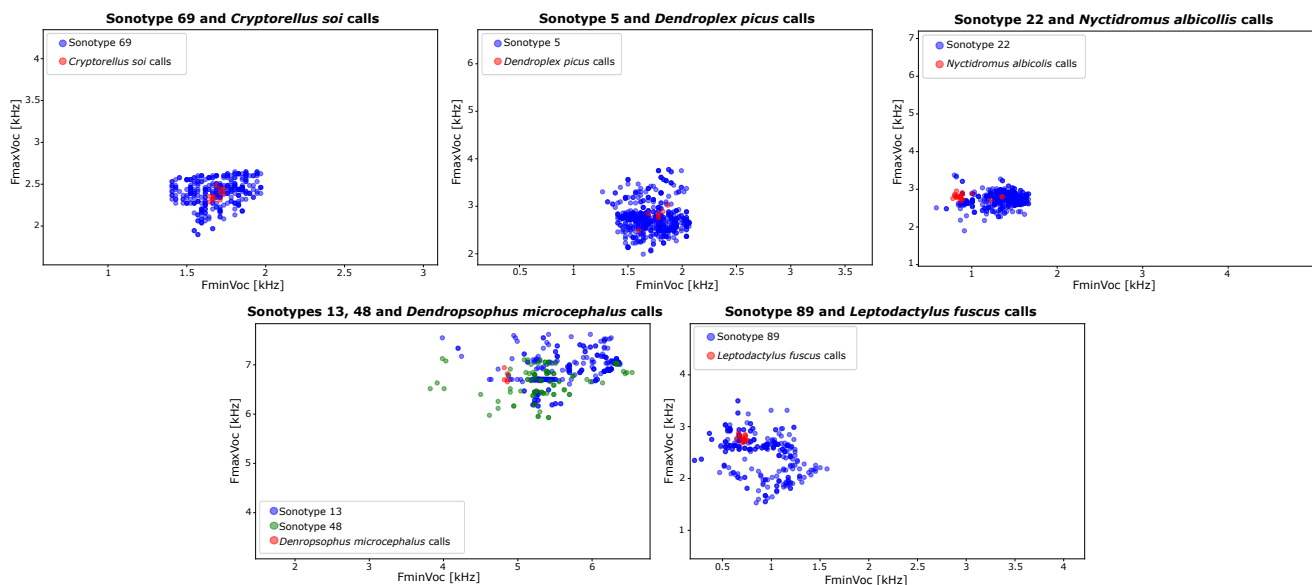 Sonotype 69 and Cryptorellus soi calls
Sonotype 69
Cryptorellus soi calls
FmaxVoc [kHz]
4
3.5
3
2.5
2
1
1.5
2
2.5
3
FminVoc [kHz]
Sonotype 5 and Dendroplex picus calls
Sonotype 5
Dendroplex picus calls
FmaxVoc [kHz]
6
5
4
3
2
0.5
1
1.5
2
2.5
3
3.5
FminVoc [kHz]
Sonotype 22 and Nyctidromus albicollis calls
Sonotype 22
Nyctidromus albicolis calls
FmaxVoc [kHz]
7
6
5
4
3
2
1
1
2
3
4
FminVoc [kHz]
Sonotypes 13, 48 and Dendropsophus microcephalus calls
FmaxVoc [kHz]
7
6
5
4
Sonotype 13
Sonotype 48
Denropsophus microcephalus calls
2
3
4
5
6
FminVoc [kHz]
Sonotype 89 and Leptodactylus fuscus calls
Sonotype 89
Leptodactylus fuscus calls
FmaxVoc [kHz]
4
3
2
1
0.5
1
1.5
2
2.5
3
3.5
4
FminVoc [kHz]